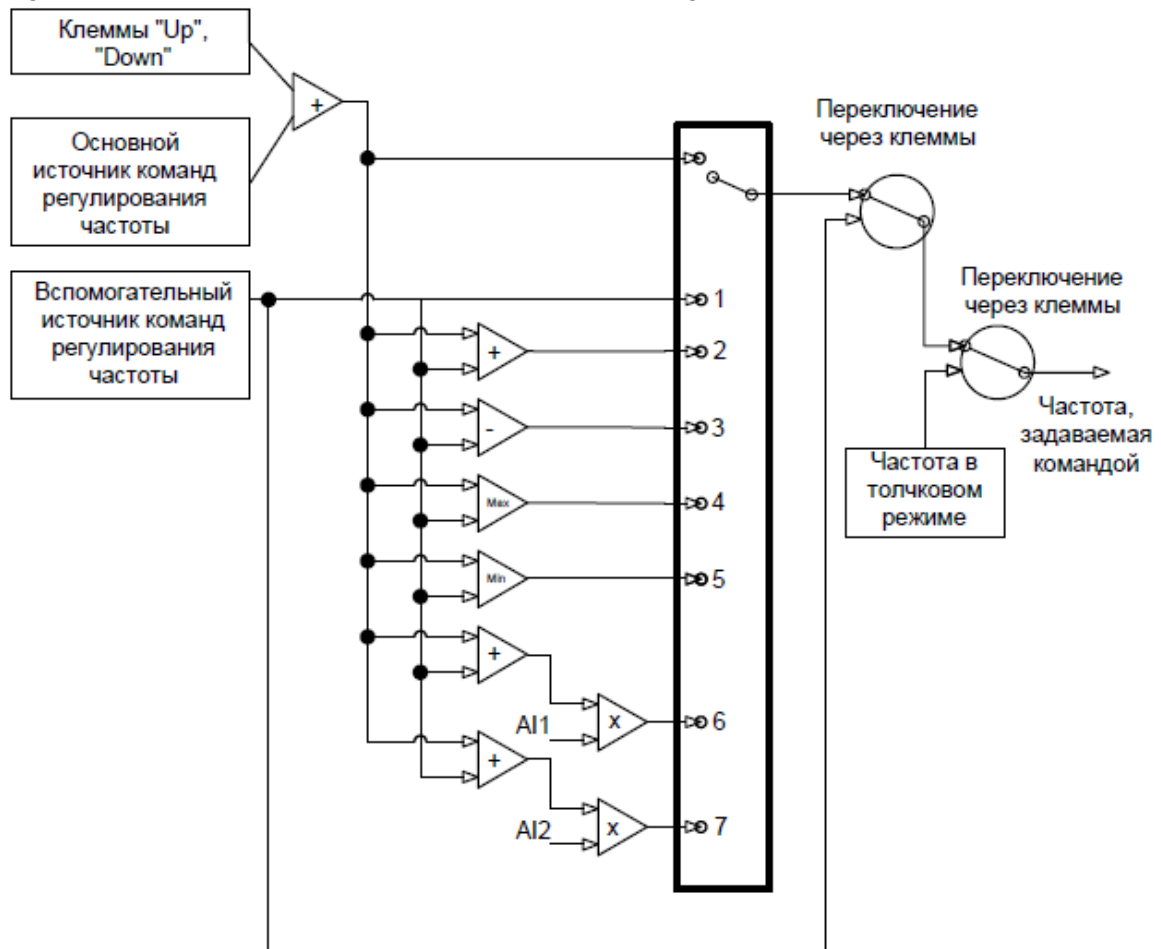 Клеммы "Up",
"Down"
+
Основной
источник команд
регулирования
частоты
Вспомогательный
источник команд
регулирования
частоты
Переключение
через клеммы
Переключение
через клеммы
1
+
2
-
3
Частота,
задаваемая
командой
Частота в
толчковом
режиме
Max
4
Min
5
+
AI1
x
6
+
AI2
x
7